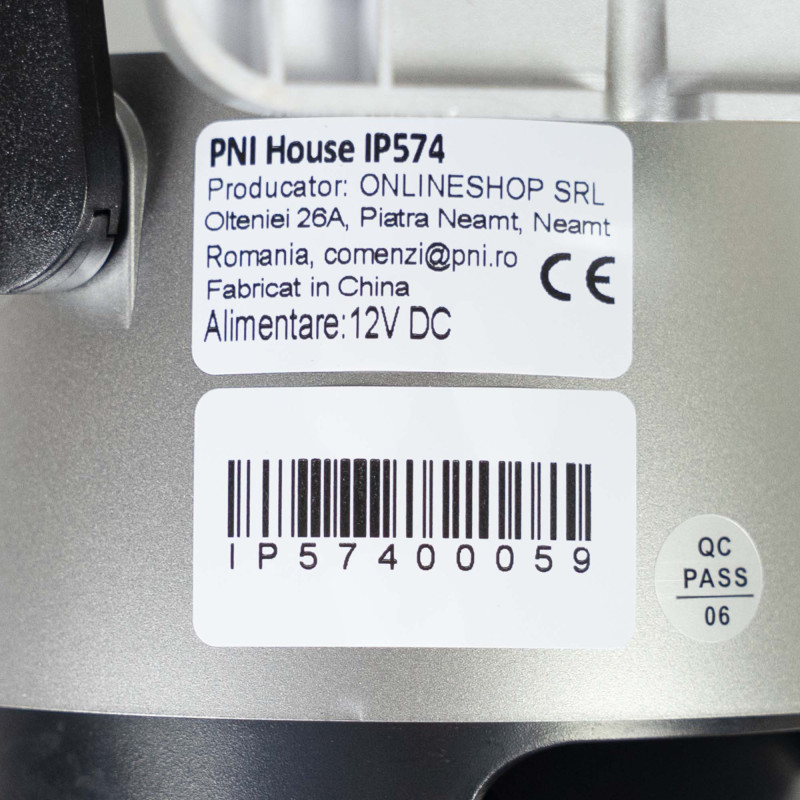 PNI House IP574
Producator: ONLINESHOP SRL
Olteniei 26A, Piatra Neamt, Neamt
Romania, comenzi@pni.ro
Fabricat in China
CE
Alimentare:12V DC
IP57400059
QC
PASS
06